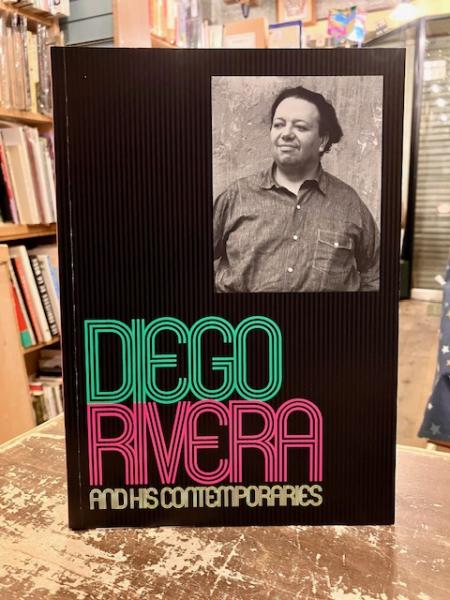 DIEGO
RIVERA
AND HIS CONTEMPORARIES